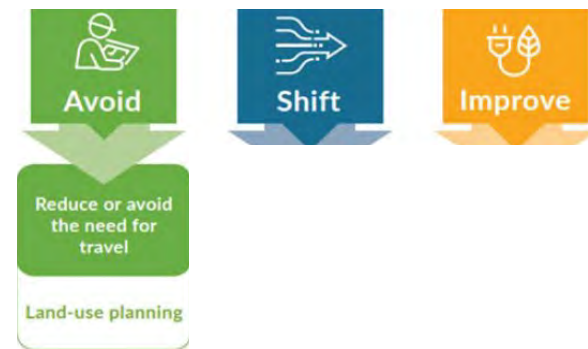 Avoid
Shift
Improve
Reduce or avoid
the need for
travel
Land-use planning